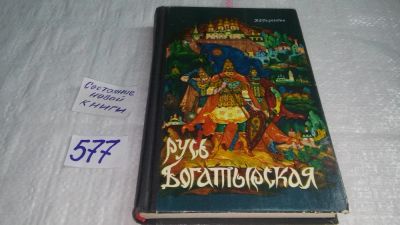 Состояние
новой
книги
577
Русь
Богатырская